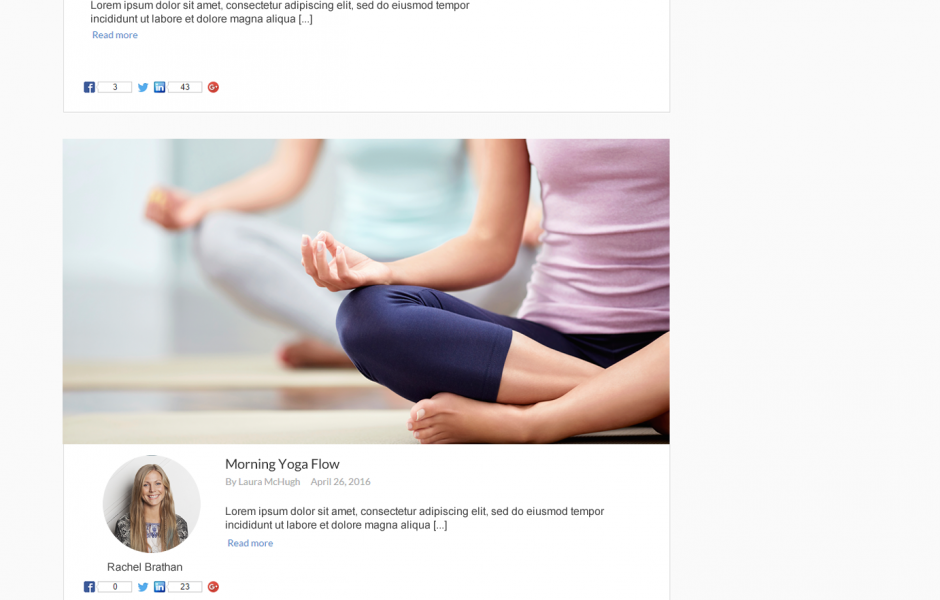 Lorem ipsum dolor sit amet, consectetur adipiscing elit, sed do eiusmod tempor
incididunt ut labore et dolore magna aliqua [...]
Read more
3 43
Morning Yoga Flow
By Laura McHugh April 26, 2016
Lorem ipsum dolor sit amet, consectetur adipiscing elit, sed do eiusmod tempor
incididunt ut labore et dolore magna aliqua [...]
Read more
Rachel Brathan
0 23